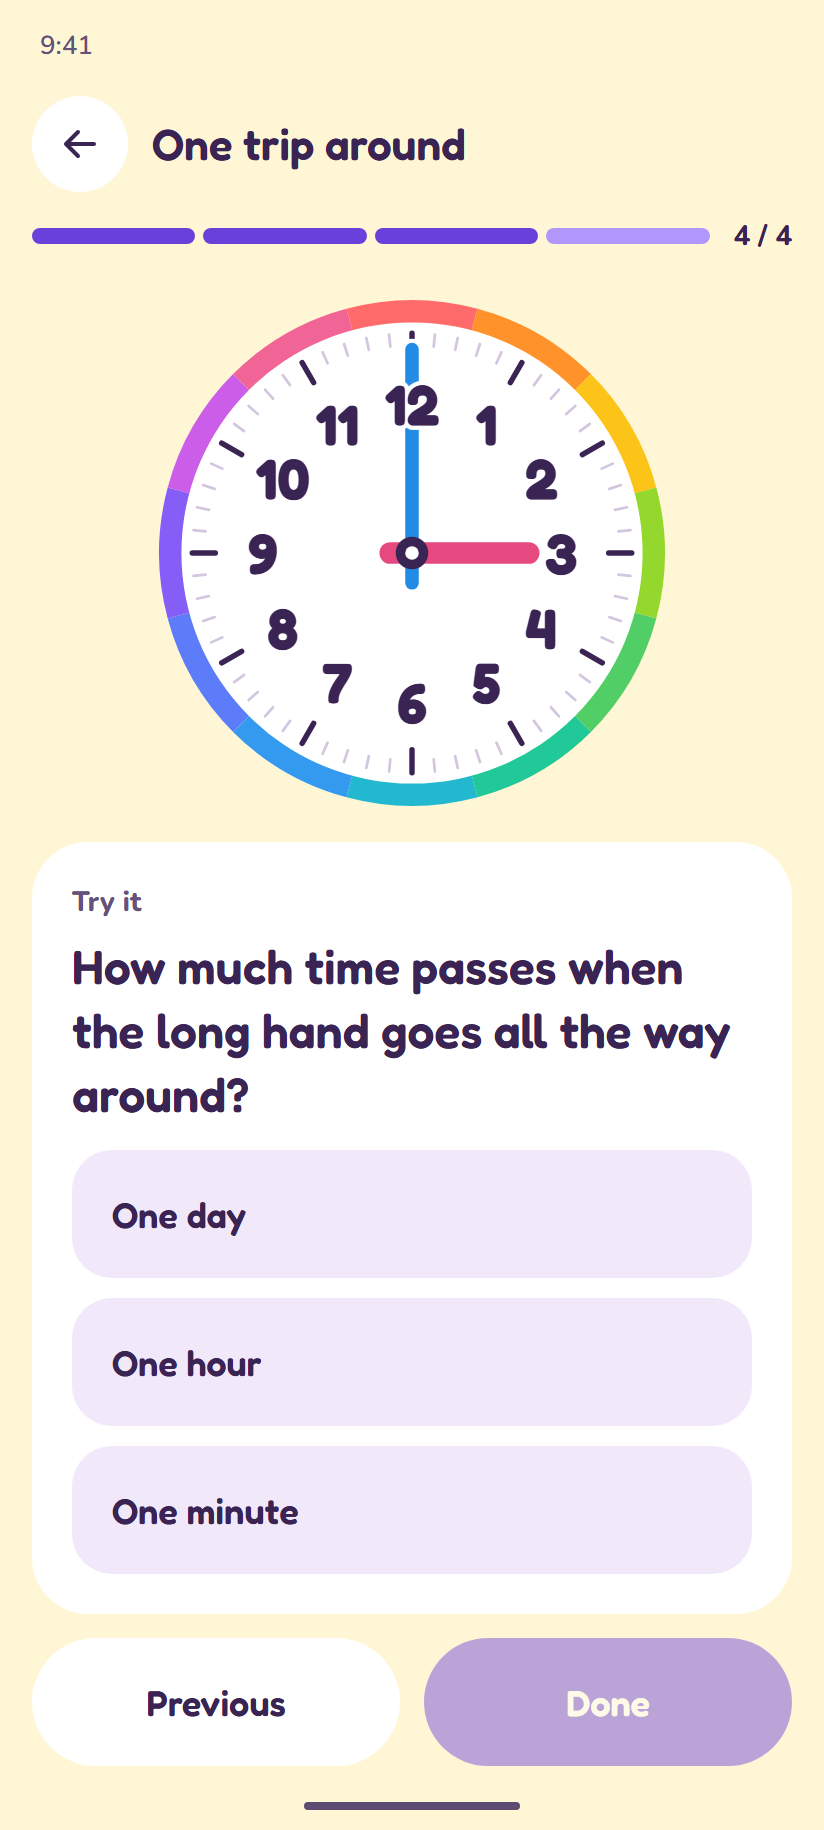 9:41
One trip around
4 / 4
12
11
1
10
2
9
3
8
4
7
5
6
Try it
How much time passes when
the long hand goes all the way
around?
One day
One hour
One minute
Previous
Done